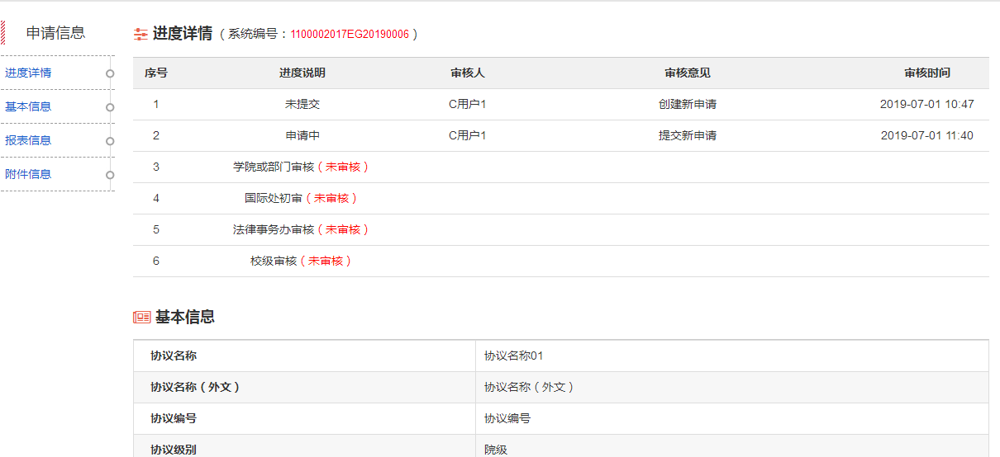 申请信息
进度详情
基本信息
报表信息
附件信息
进度详情 ( 系统编号：1100002017EG20190006 )
序号 进度说明 审核人 审核意见 审核时间
1 未提交 C用户1 创建新申请 2019-07-01 10:47
2 申请中 C用户1 提交新申请 2019-07-01 11:40
3 学院或部门审核 ( 未审核 )
4 国际处初审 ( 未审核 )
5 法律事务办审核 ( 未审核 )
6 校级审核 ( 未审核 )
基本信息
协议名称 协议名称01
协议名称 ( 外文 ) 协议名称 ( 外文 )
协议编号 协议编号
协议级别 院级